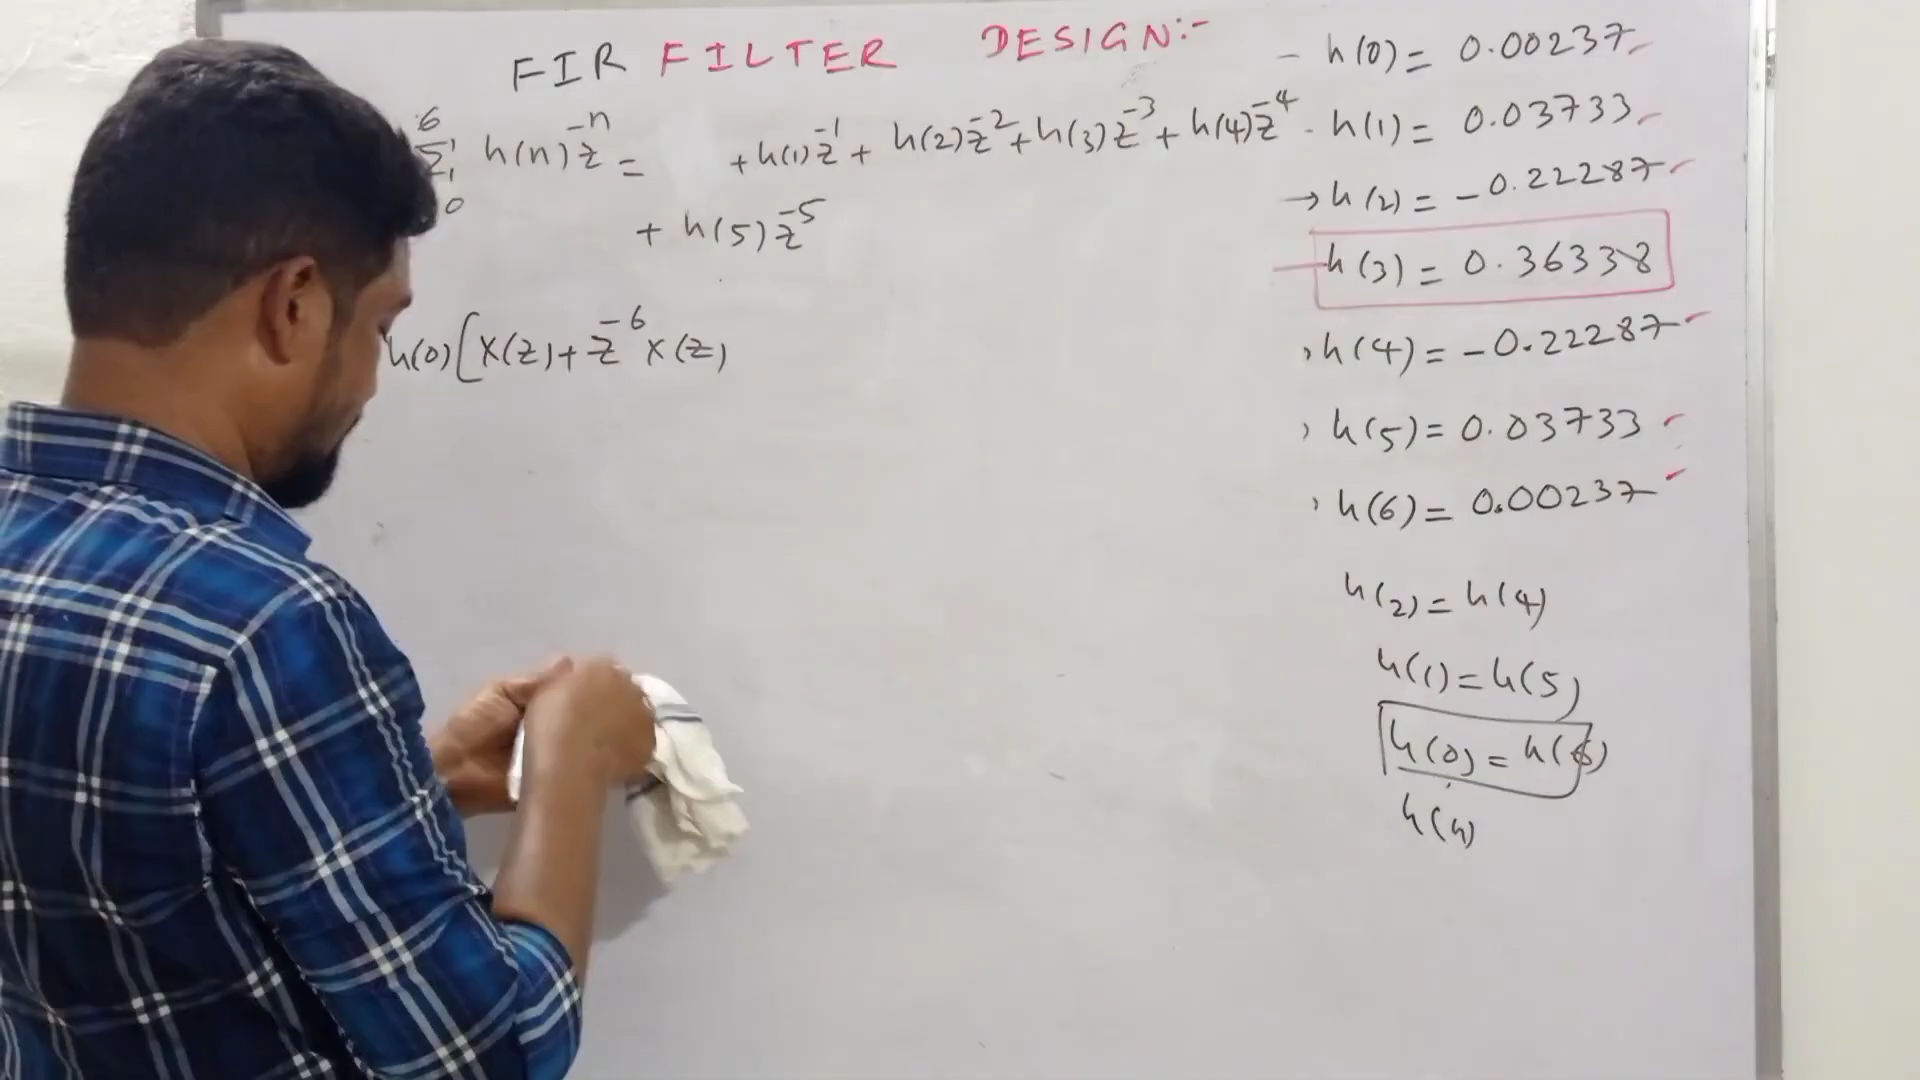 FIR FILTER DESIGN:-
6
Σ h(n) z^-n = + h(1) z^-1 + h(2) z^-2 + h(3) z^-3 + h(4) z^-4
0
+ h(5) z^-5
h(0) [ X(z) + z^-6 X(z)
- h(0) = 0.00237
- h(1) = 0.03733
→ h(2) = -0.22287
h(3) = 0.36338
h(4) = -0.22287
h(5) = 0.03733
h(6) = 0.00237
h(2) = h(4)
h(1) = h(5)
h(0) = h(6)